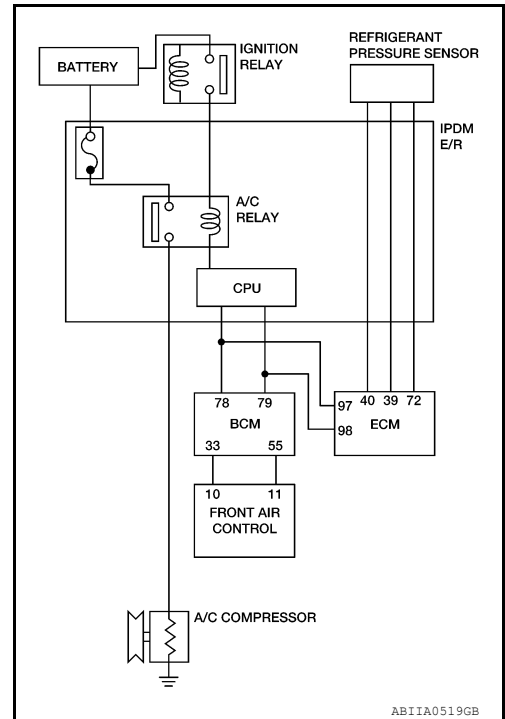 IGNITION
RELAY
BATTERY
REFRIGERANT
PRESSURE SENSOR
IPDM
E/R
A/C
RELAY
CPU
78 79
BCM
33 55
97 40 39 72
98 ECM
10 11
FRONT AIR
CONTROL
A/C COMPRESSOR
ABIIA0519GB